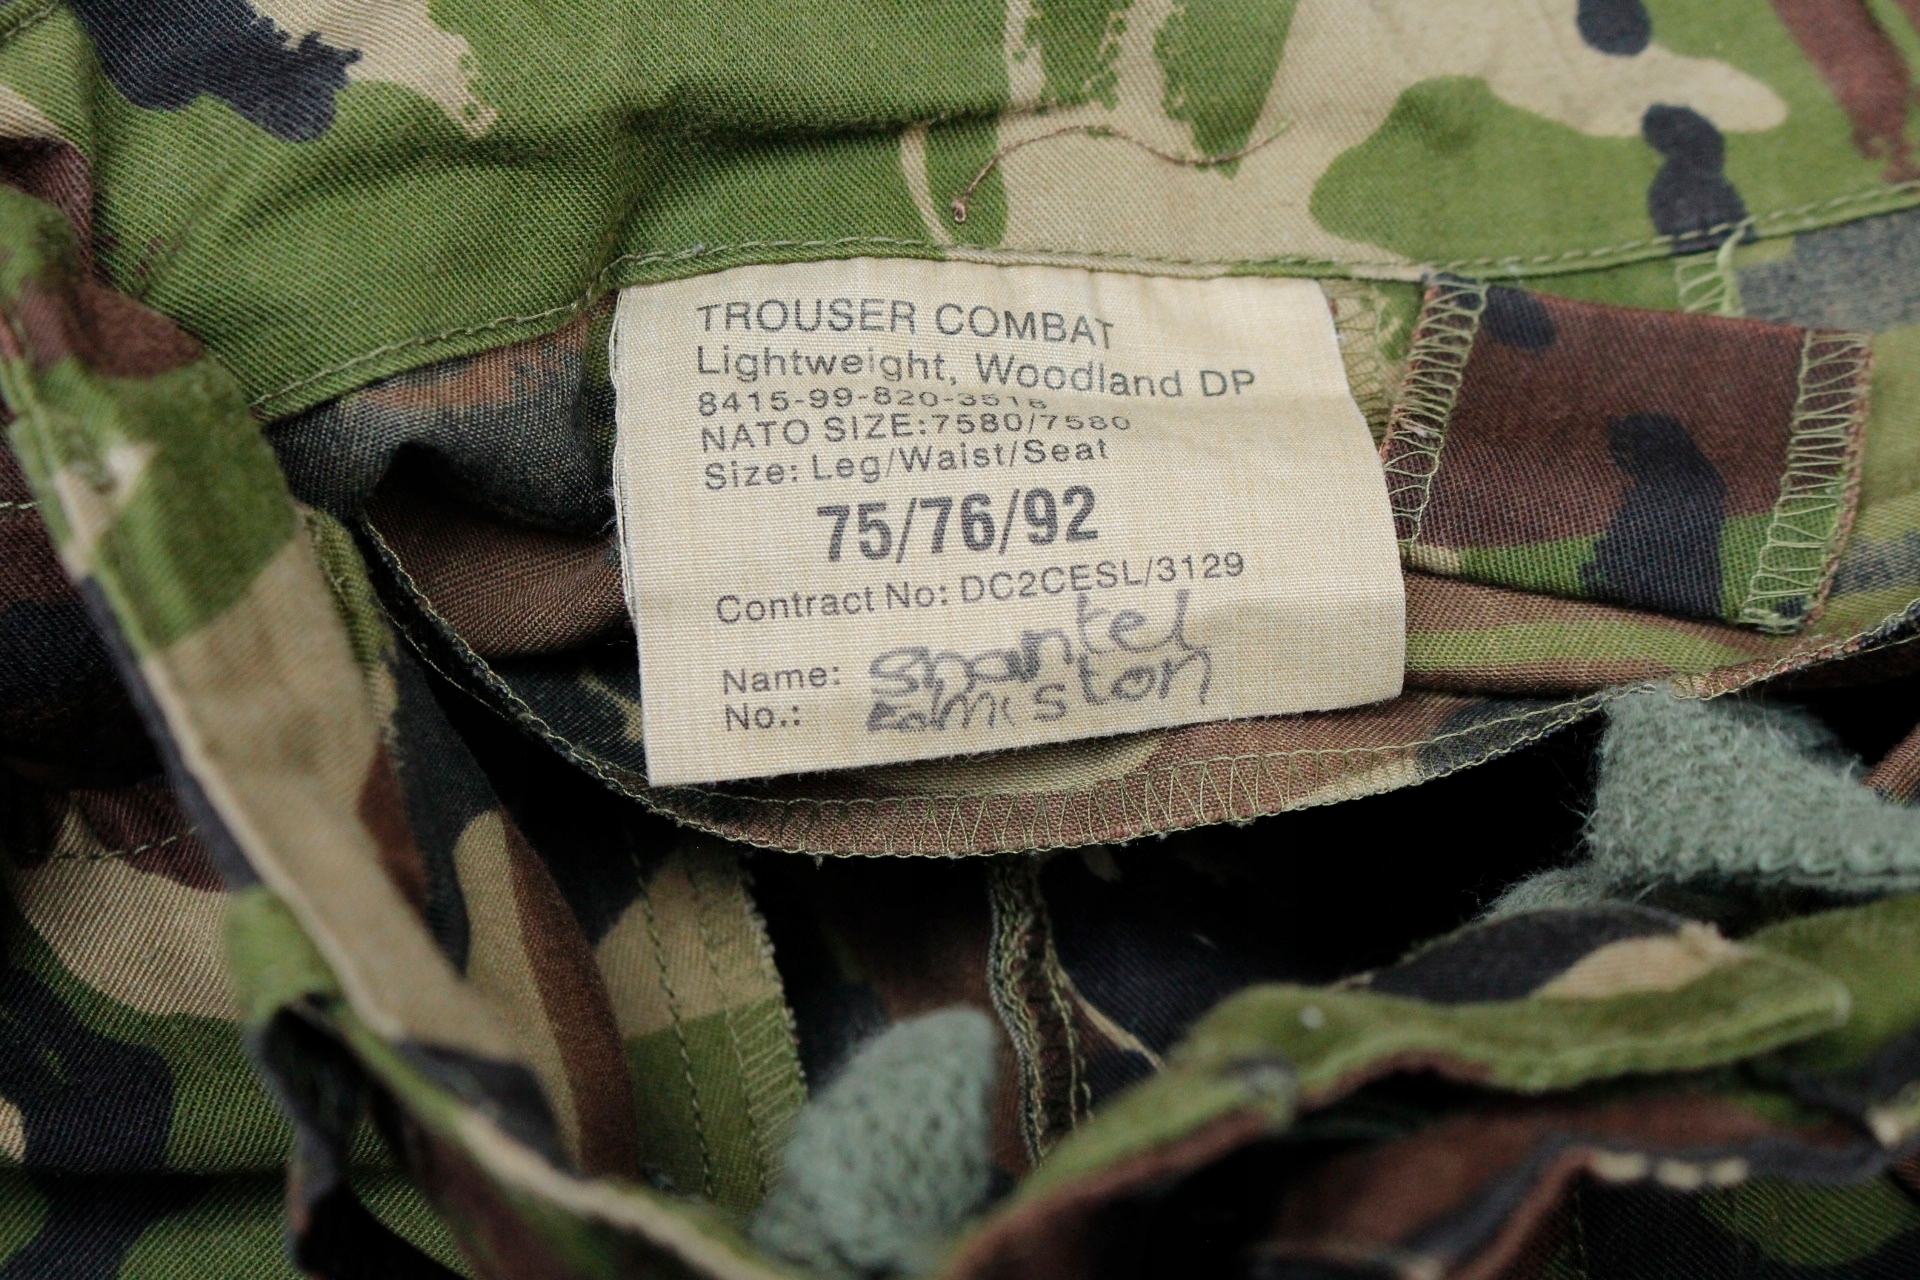 TROUSER COMBAT
Lightweight, Woodland DP
8415-99-820-3516
NATO SIZE:7580/7580
Size: Leg/Waist/Seat
75/76/92
Contract No: DC2CESL/3129
Name: Shantel
No.: Edmiston